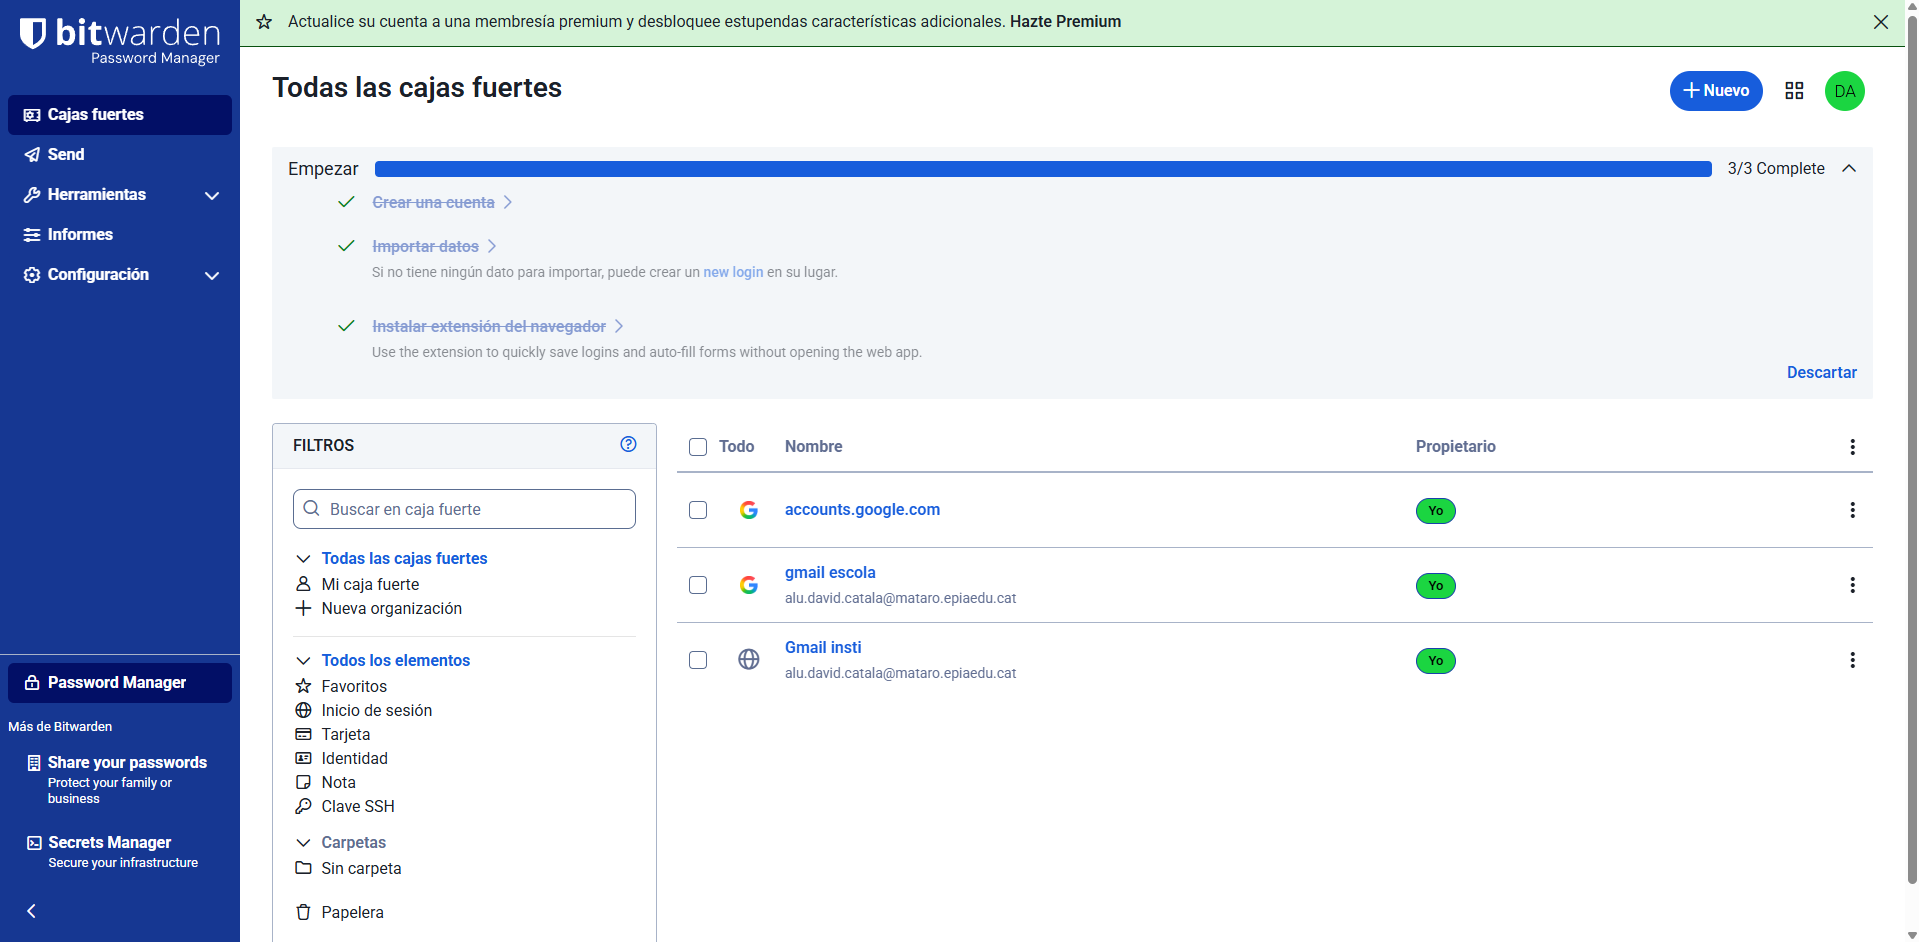 bitwarden
Password Manager
Cajas fuertes
Send
Herramientas
Informes
Configuración
Password Manager
Más de Bitwarden
Share your passwords
Protect your family or
business
Secrets Manager
Secure your infrastructure
Actualice su cuenta a una membresía premium y desbloquee estupendas características adicionales. Hazte Premium
Todas las cajas fuertes
Nuevo
DA
Empezar
3/3 Complete
Crear una cuenta
Importar datos
Si no tiene ningún dato para importar, puede crear un new login en su lugar.
Instalar extensión del navegador
Use the extension to quickly save logins and auto-fill forms without opening the web app.
Descartar
FILTROS
Buscar en caja fuerte
Todas las cajas fuertes
Mi caja fuerte
Nueva organización
Todos los elementos
Favoritos
Inicio de sesión
Tarjeta
Identidad
Nota
Clave SSH
Carpetas
Sin carpeta
Papelera
Todo Nombre Propietario
accounts.google.com Yo
gmail escola
alu.david.catala@mataro.epiaedu.cat
Yo
Gmail insti
alu.david.catala@mataro.epiaedu.cat
Yo